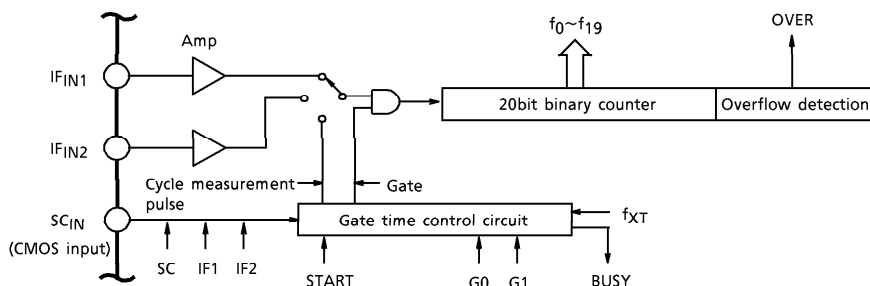 f0~f19
OVER
Amp
IFIN1
20bit binary counter
Overflow detection
IFIN2
Cycle measurement
pulse
Gate
SCIN
(CMOS input)
Gate time control circuit
fXT
SC
IF1
IF2
START
G0
G1
BUSY